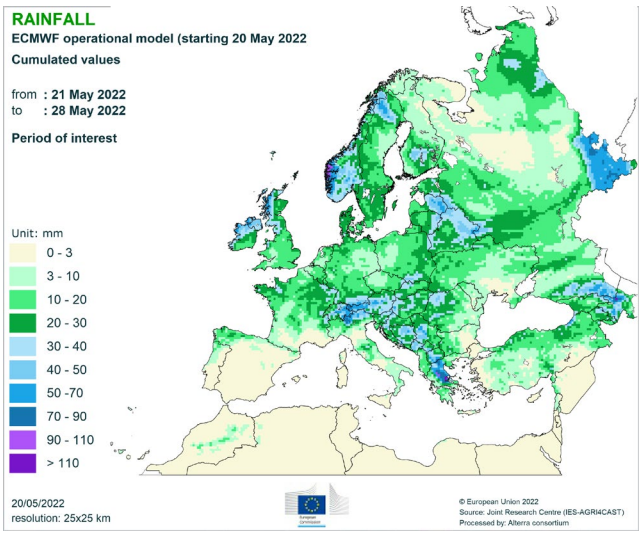 RAINFALL
ECMWF operational model (starting 20 May 2022
Cumulated values
from : 21 May 2022
to : 28 May 2022
Period of interest
Unit: mm
0 - 3
3 - 10
10 - 20
20 - 30
30 - 40
40 - 50
50 -70
70 - 90
90 - 110
> 110
20/05/2022
resolution: 25x25 km
European
Commission
© European Union 2022
Source: Joint Research Centre (IES-AGRI4CAST)
Processed by: Alterra consortium